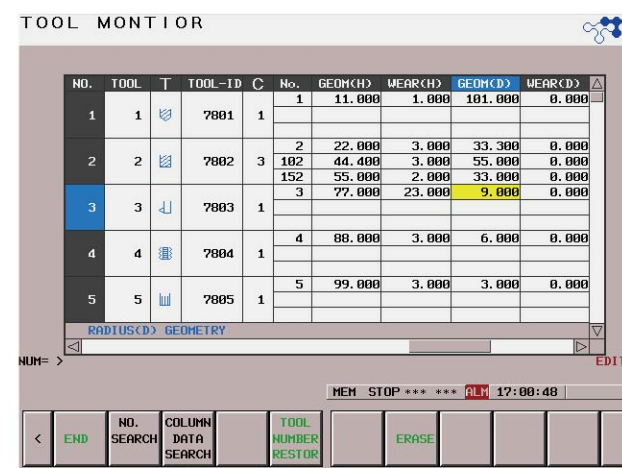 TOOL MONTIOR
NO. TOOL T TOOL-ID C No. GEOM(H) WEAR(H) GEOM(D) WEAR(D)
1 1 7801 1 1 11.000 1.000 101.000 0.000
2 2 7802 3 2 22.000 3.000 33.300 0.000
102 44.400 3.000 55.000 0.000
152 55.000 2.000 33.000 0.000
3 3 7803 1 3 77.000 23.000 9.000 0.000
4 4 7804 1 4 88.000 3.000 6.000 0.000
5 5 7805 1 5 99.000 3.000 3.000 0.000
RADIUS(D) GEOMETRY
NUM= >
EDIT
MEM STOP *** *** ALM 17:00:48
< END
NO. SEARCH
COLUMN DATA SEARCH
TOOL NUMBER RESTOR
ERASE